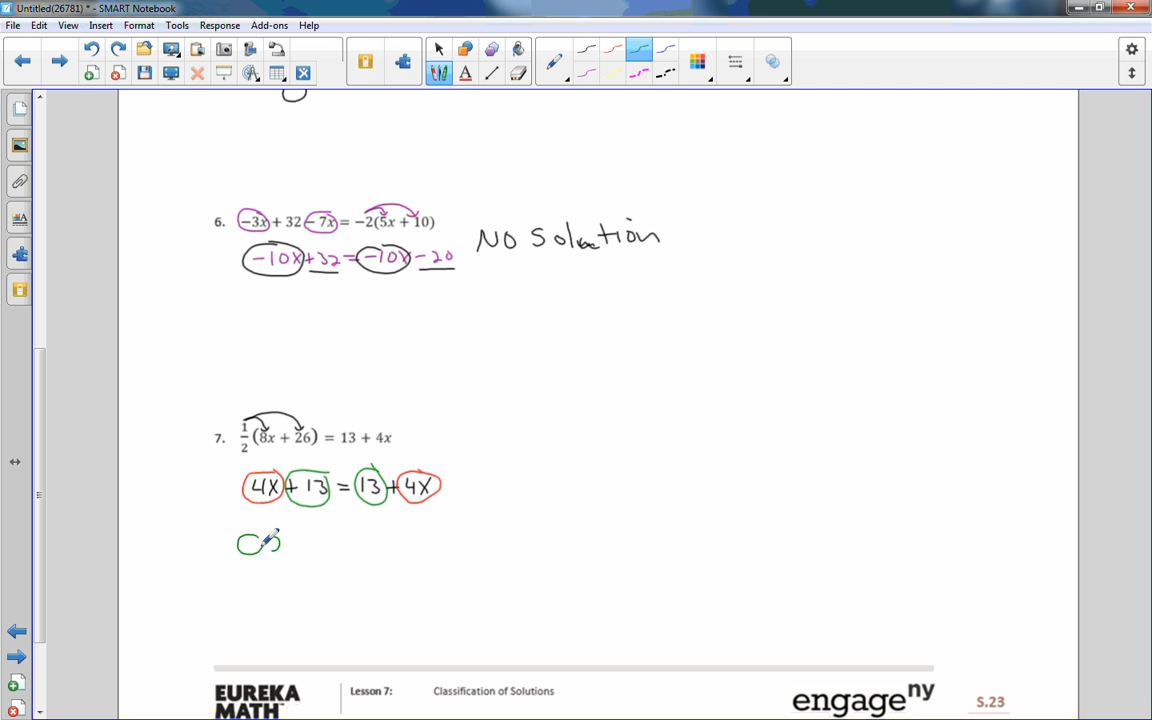 Untitled(26781) * - SMART Notebook
File Edit View Insert Format Tools Response Add-ons Help
6. −3x + 32 − 7x = −2(5x + 10)
-10x+32=-10x-20
No Solution
7. 1/2(8x + 26) = 13 + 4x
4x+13 = 13+4x
EUREKA MATH
Lesson 7: Classification of Solutions
engage ny
S.23